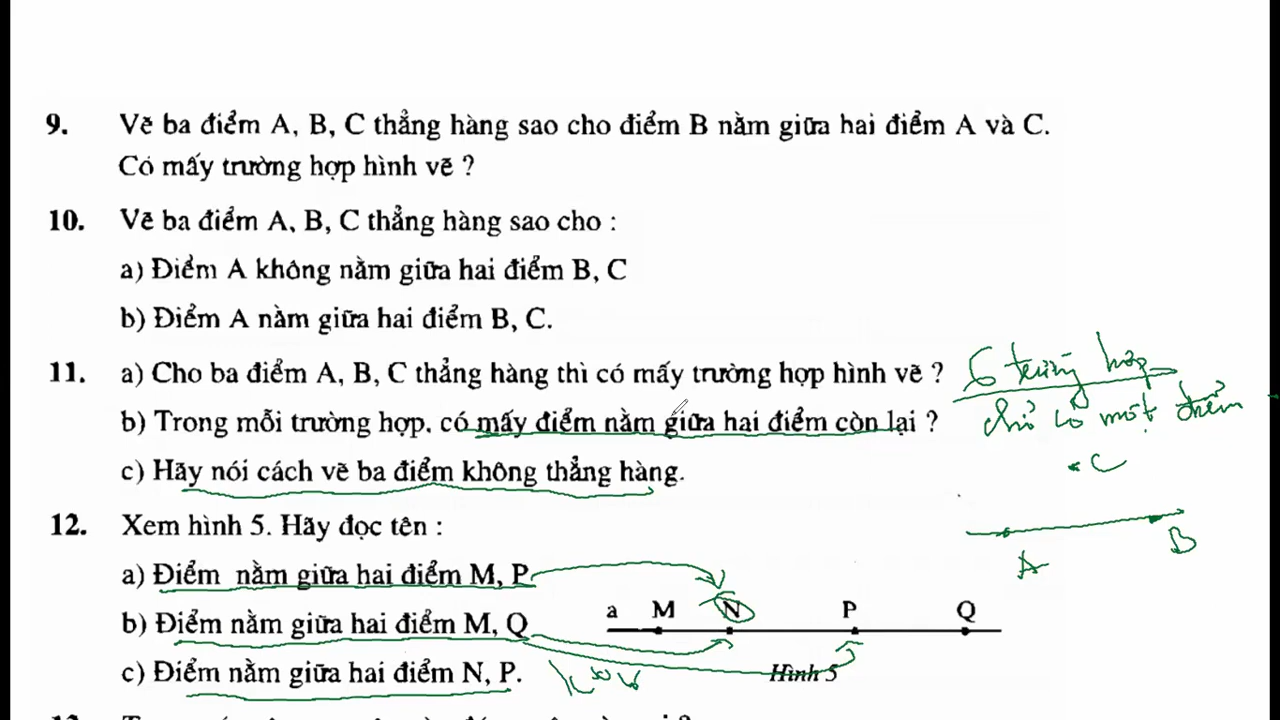 9. Vẽ ba điểm A, B, C thẳng hàng sao cho điểm B nằm giữa hai điểm A và C.
Có mấy trường hợp hình vẽ ?
10. Vẽ ba điểm A, B, C thẳng hàng sao cho :
a) Điểm A không nằm giữa hai điểm B, C
b) Điểm A nằm giữa hai điểm B, C.
11. a) Cho ba điểm A, B, C thẳng hàng thì có mấy trường hợp hình vẽ ?
6 trường hợp
b) Trong mỗi trường hợp, có mấy điểm nằm giữa hai điểm còn lại ?
chỉ có một điểm
C
c) Hãy nói cách vẽ ba điểm không thẳng hàng.
A B
12. Xem hình 5. Hãy đọc tên :
a) Điểm nằm giữa hai điểm M, P
b) Điểm nằm giữa hai điểm M, Q
a M N P Q
c) Điểm nằm giữa hai điểm N, P.
Hình 5